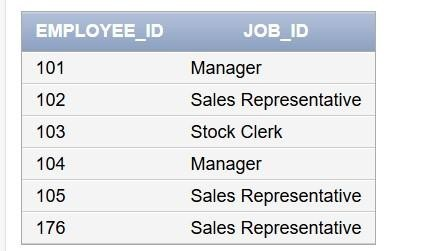 EMPLOYEE_ID JOB_ID
101 Manager
102 Sales Representative
103 Stock Clerk
104 Manager
105 Sales Representative
176 Sales Representative